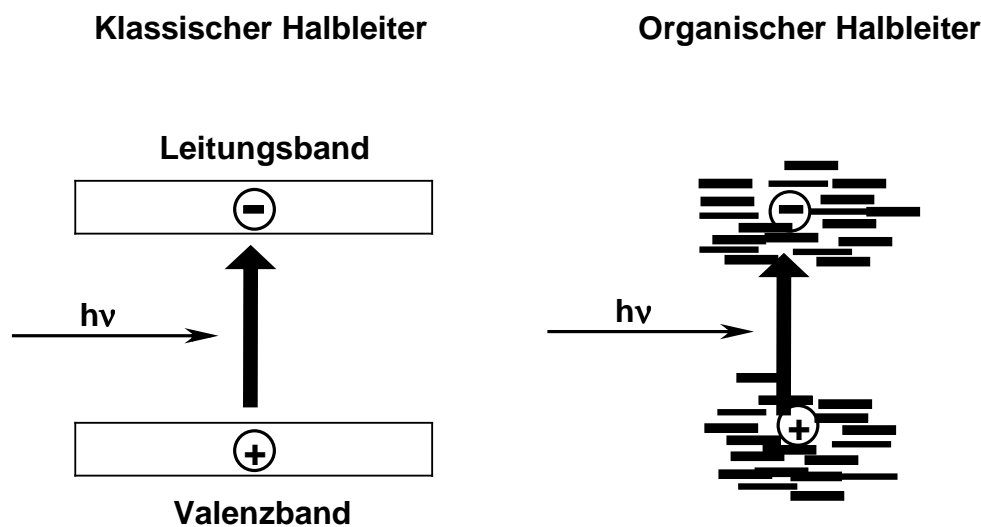 Klassischer Halbleiter
Organischer Halbleiter
Leitungsband
-
-
hν
hν
+
+
Valenzband